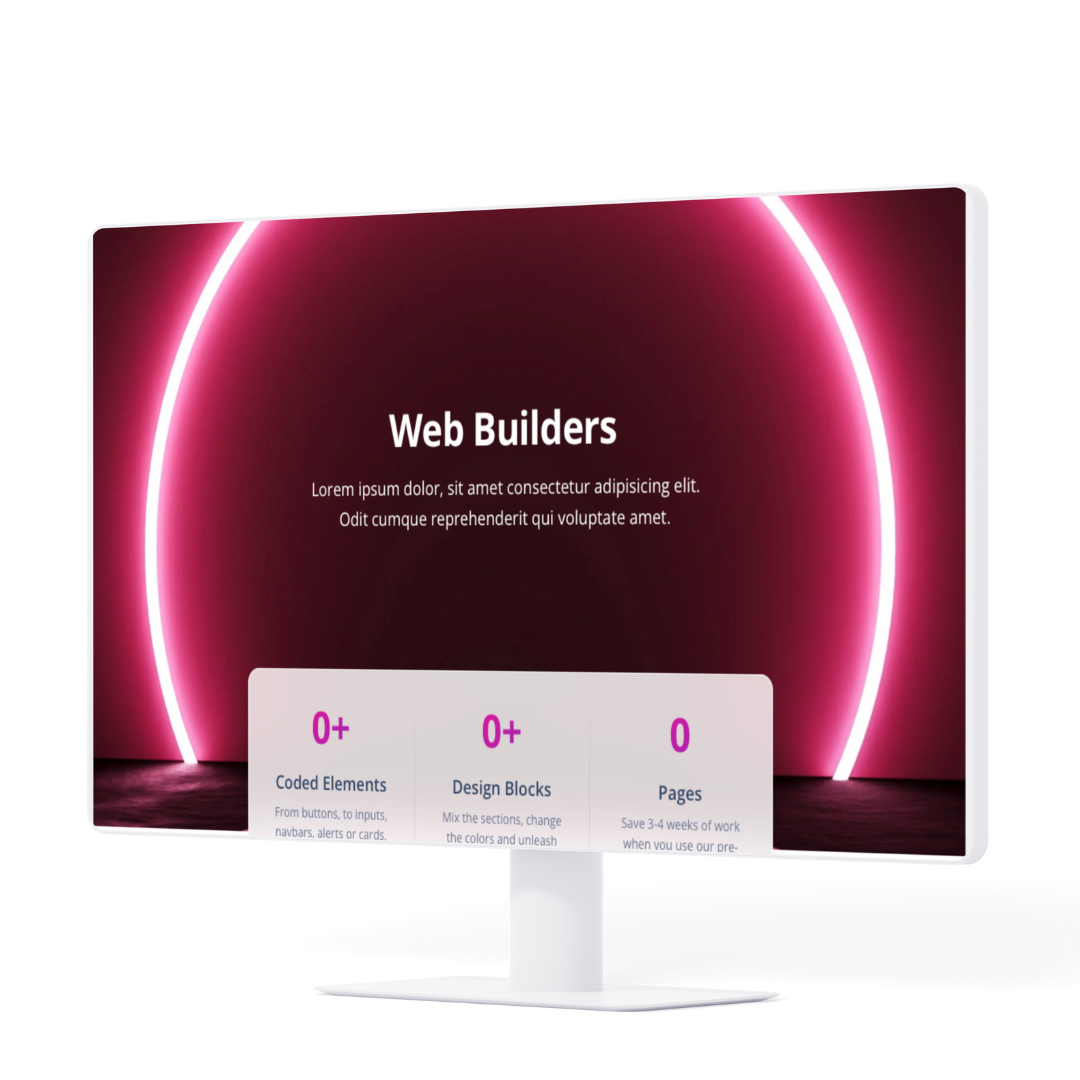 Web Builders
Lorem ipsum dolor, sit amet consectetur adipisicing elit.
Odit cumque reprehenderit qui voluptate amet.
0+
Coded Elements
From buttons, to inputs,
navbars, alerts or cards.
0+
Design Blocks
Mix the sections, change
the colors and unleash
0
Pages
Save 3-4 weeks of work
when you use our pre-